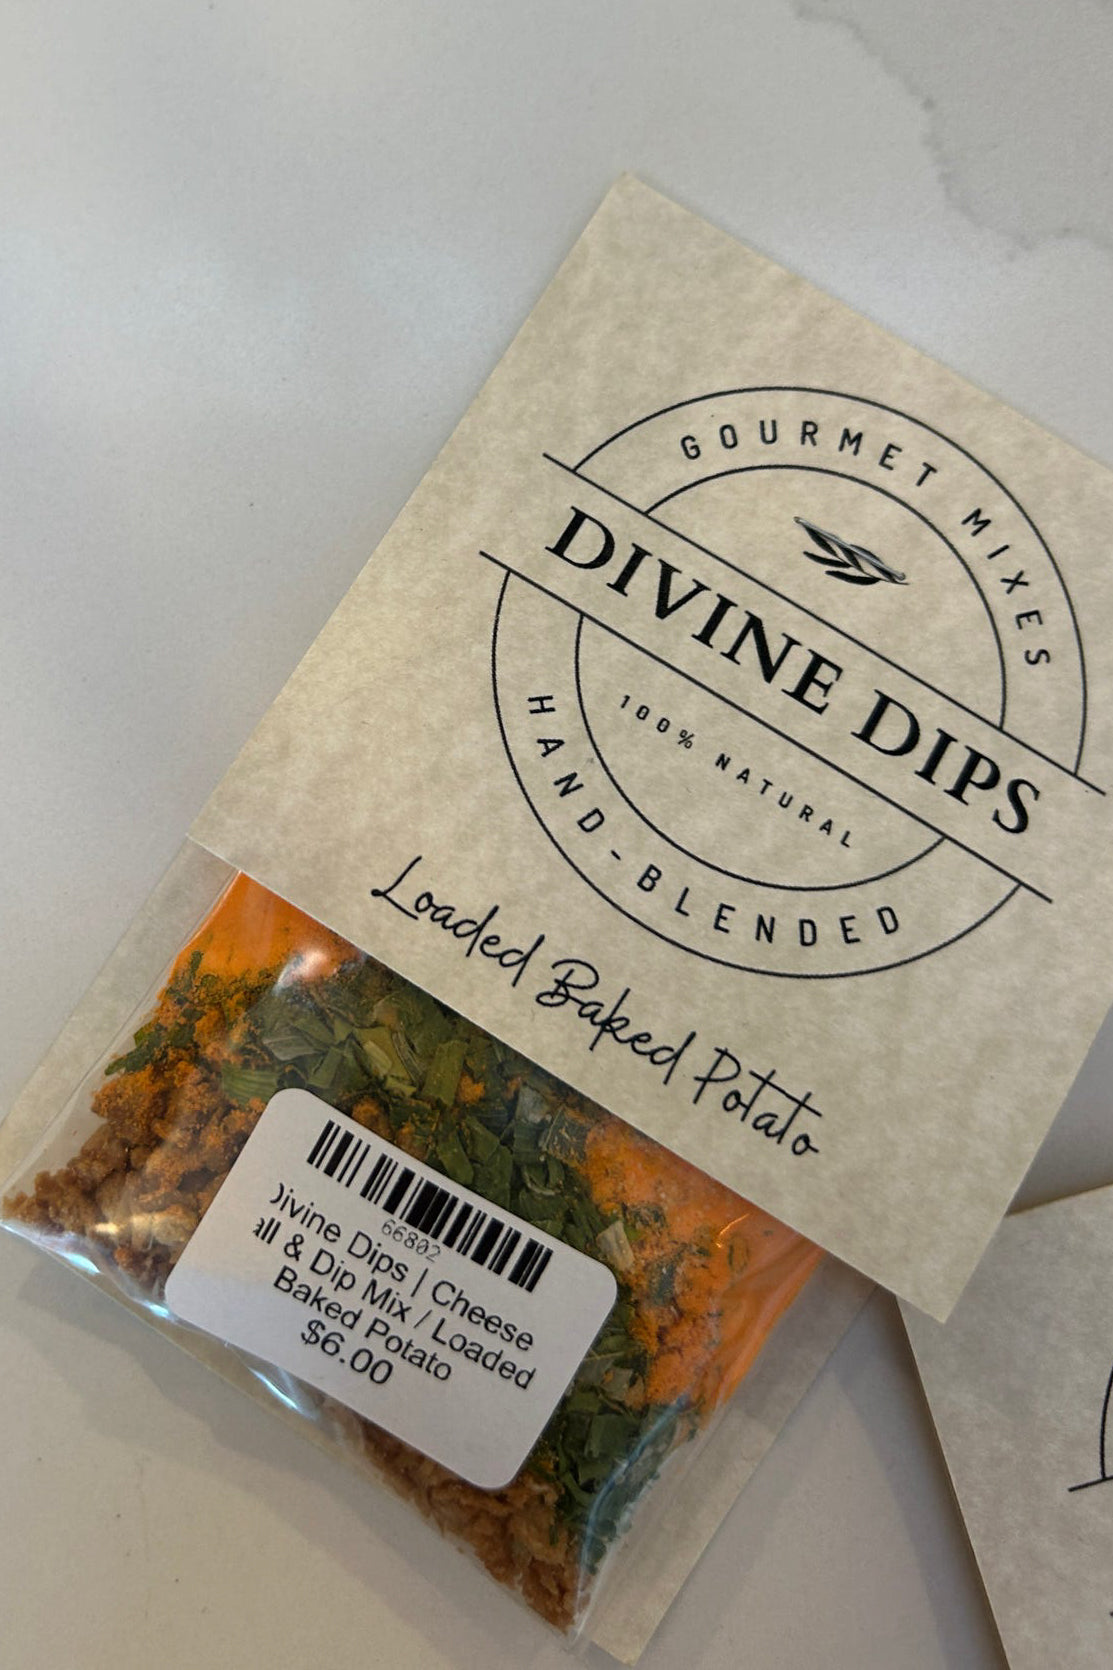 GOURMET MIXES
DIVINE DIPS
100% NATURAL
HAND-BLENDED
Loaded Baked Potato
66802
Divine Dips | Cheese
all & Dip Mix / Loaded
Baked Potato
$6.00